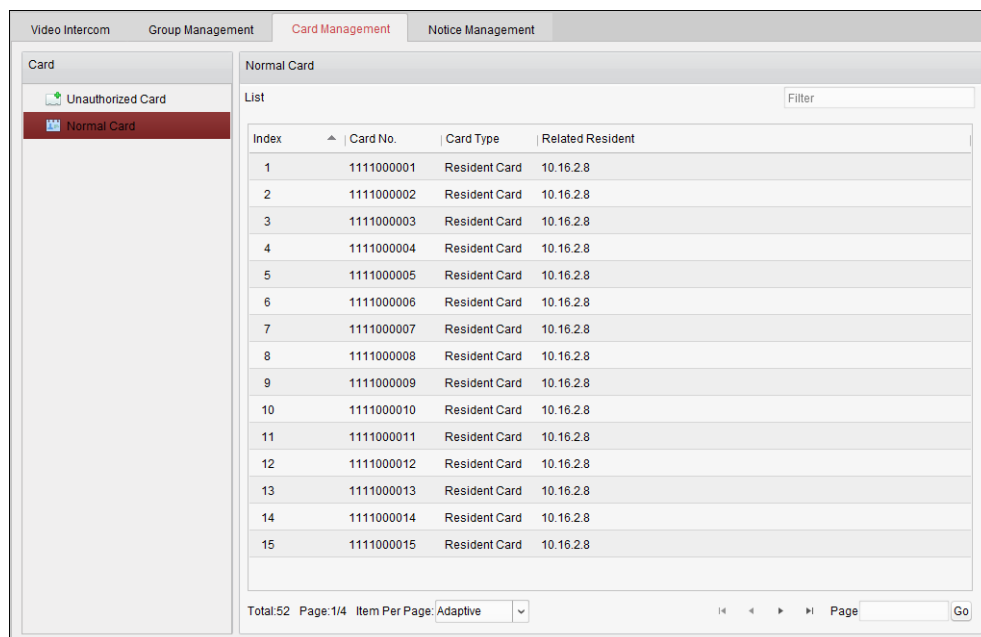 Video Intercom Group Management Card Management Notice Management
Card
Unauthorized Card
Normal Card
Normal Card
List Filter
Index Card No. Card Type Related Resident
1 1111000001 Resident Card 10.16.2.8
2 1111000002 Resident Card 10.16.2.8
3 1111000003 Resident Card 10.16.2.8
4 1111000004 Resident Card 10.16.2.8
5 1111000005 Resident Card 10.16.2.8
6 1111000006 Resident Card 10.16.2.8
7 1111000007 Resident Card 10.16.2.8
8 1111000008 Resident Card 10.16.2.8
9 1111000009 Resident Card 10.16.2.8
10 1111000010 Resident Card 10.16.2.8
11 1111000011 Resident Card 10.16.2.8
12 1111000012 Resident Card 10.16.2.8
13 1111000013 Resident Card 10.16.2.8
14 1111000014 Resident Card 10.16.2.8
15 1111000015 Resident Card 10.16.2.8
Total:52 Page:1/4 Item Per Page: Adaptive Page Go